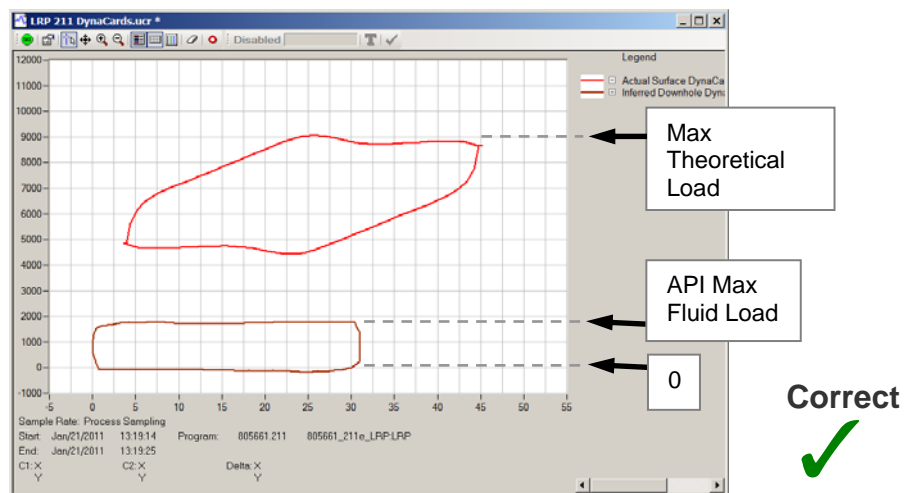 LRP 211 DynaCards.ucr *
Disabled
Legend
Actual Surface DynaCa
Inferred Downhole Dyna
12000
11000
10000
9000
8000
7000
6000
5000
4000
3000
2000
1000
0
-1000
-5 0 5 10 15 20 25 30 35 40 45 50 55
Max
Theoretical
Load
API Max
Fluid Load
0
Correct
Sample Rate: Process Sampling
Start: Jan/21/2011 13:19:14 Program: 805661.211 805661_211e_LRP.LRP
End: Jan/21/2011 13:19:25
C1: X C2: X Delta: X
Y Y Y